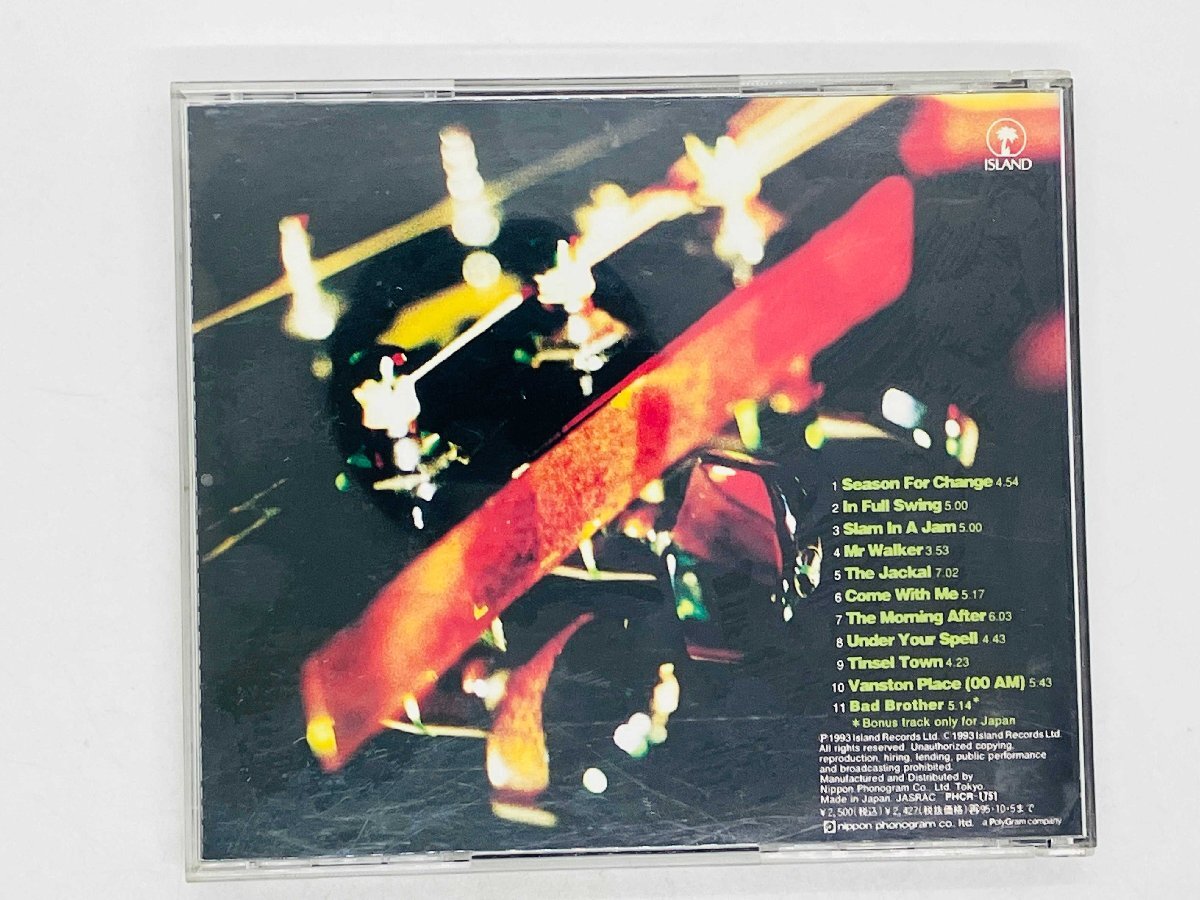 ISLAND
1 Season For Change 4.54
2 In Full Swing 5.00
3 Slam In A Jam 5.00
4 Mr Walker 3.53
5 The Jackal 7.02
6 Come With Me 5.17
7 The Morning After 6.03
8 Under Your Spell 4.43
9 Tinsel Town 4.23
10 Vanston Place (00 AM) 5:43
11 Bad Brother 5.14*
*Bonus track only for Japan
℗1993 Island Records Ltd. ©1993 Island Records Ltd.
All rights reserved. Unauthorized copying,
reproduction, hiring, lending, public performance
and broadcasting prohibited.
Manufactured and Distributed by
Nippon Phonogram Co., Ltd. Tokyo.
Made in Japan. JASRAC PHCR-1751
¥2,500(税込)¥2,427(税抜価格)再95・10・5まで
nippon phonogram co. ltd. a PolyGram company